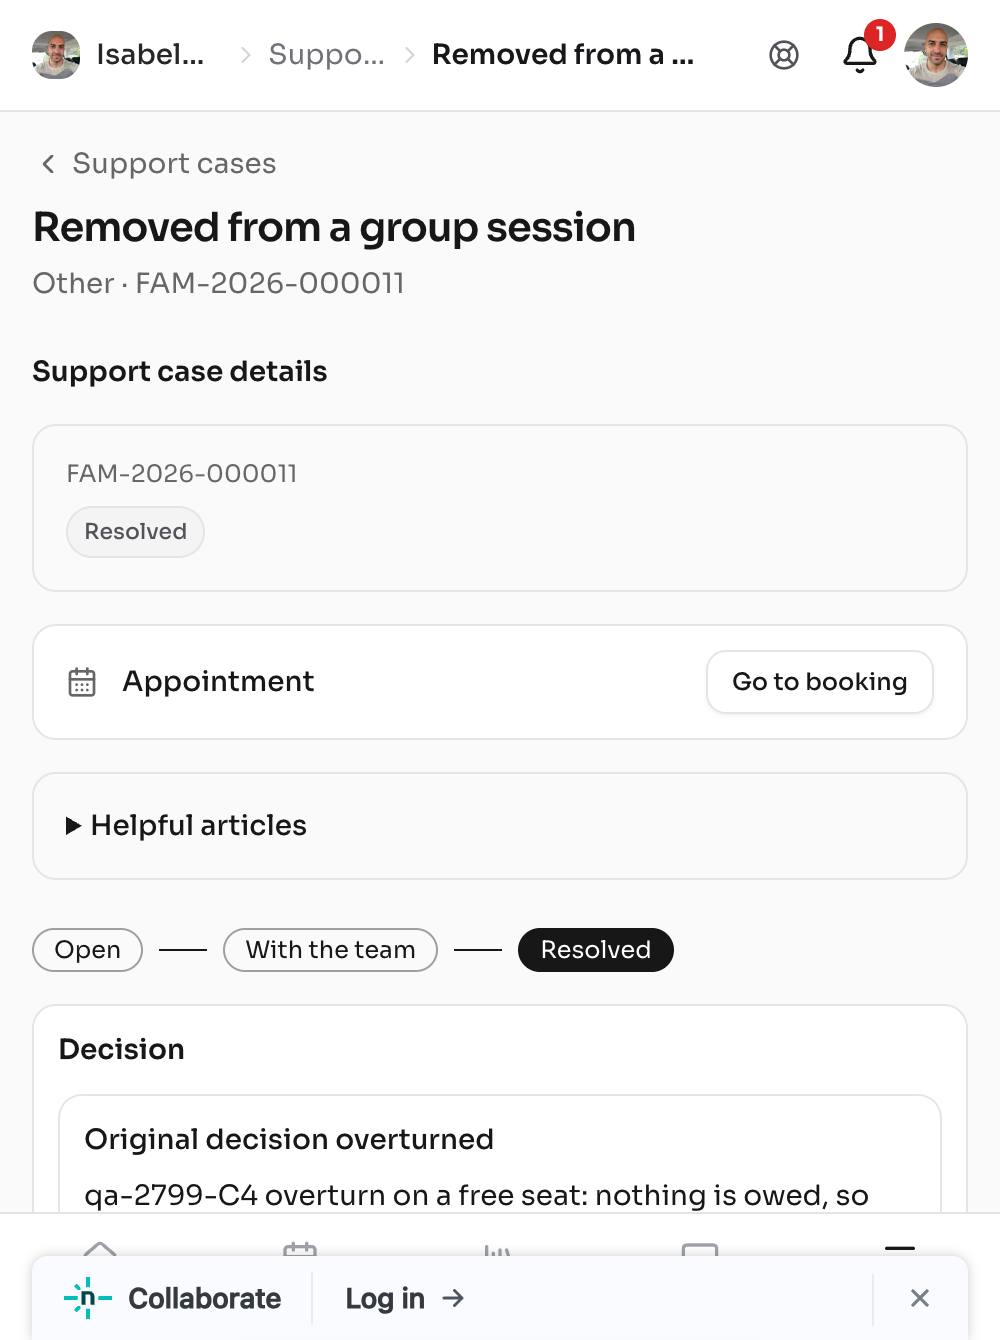 Isabel...
Suppo...
Removed from a ...
1
Support cases
Removed from a group session
Other · FAM-2026-000011
Support case details
FAM-2026-000011
Resolved
Appointment
Go to booking
Helpful articles
Open
With the team
Resolved
Decision
Original decision overturned
qa-2799-C4 overturn on a free seat: nothing is owed, so
n
Collaborate
Log in